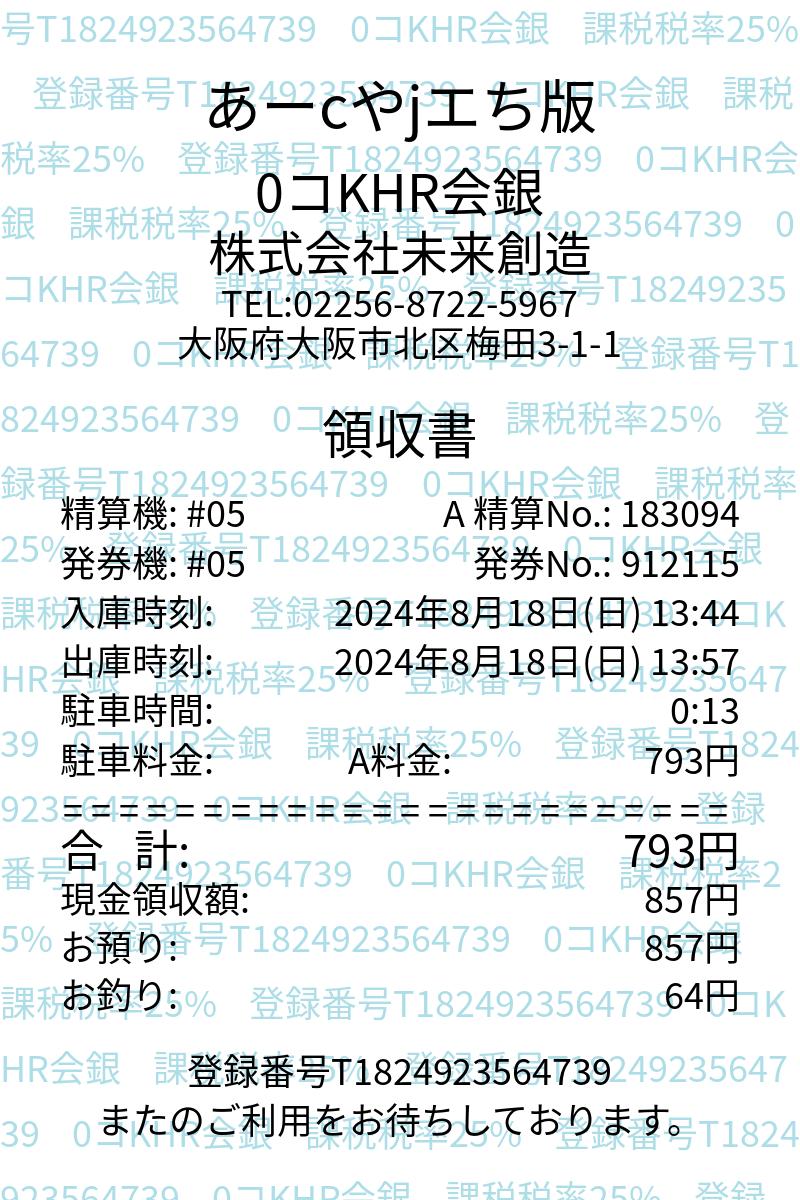 あーcやjエち版
0コKHR会銀
株式会社未来創造
TEL:02256-8722-5967
大阪府大阪市北区梅田3-1-1
領収書
精算機: #05 A 精算No.: 183094
発券機: #05 発券No.: 912115
入庫時刻: 2024年8月18日(日) 13:44
出庫時刻: 2024年8月18日(日) 13:57
駐車時間: 0:13
駐車料金: A料金: 793円
========================
合 計: 793円
現金領収額: 857円
お預り: 857円
お釣り: 64円
登録番号T1824923564739
またのご利用をお待ちしております。